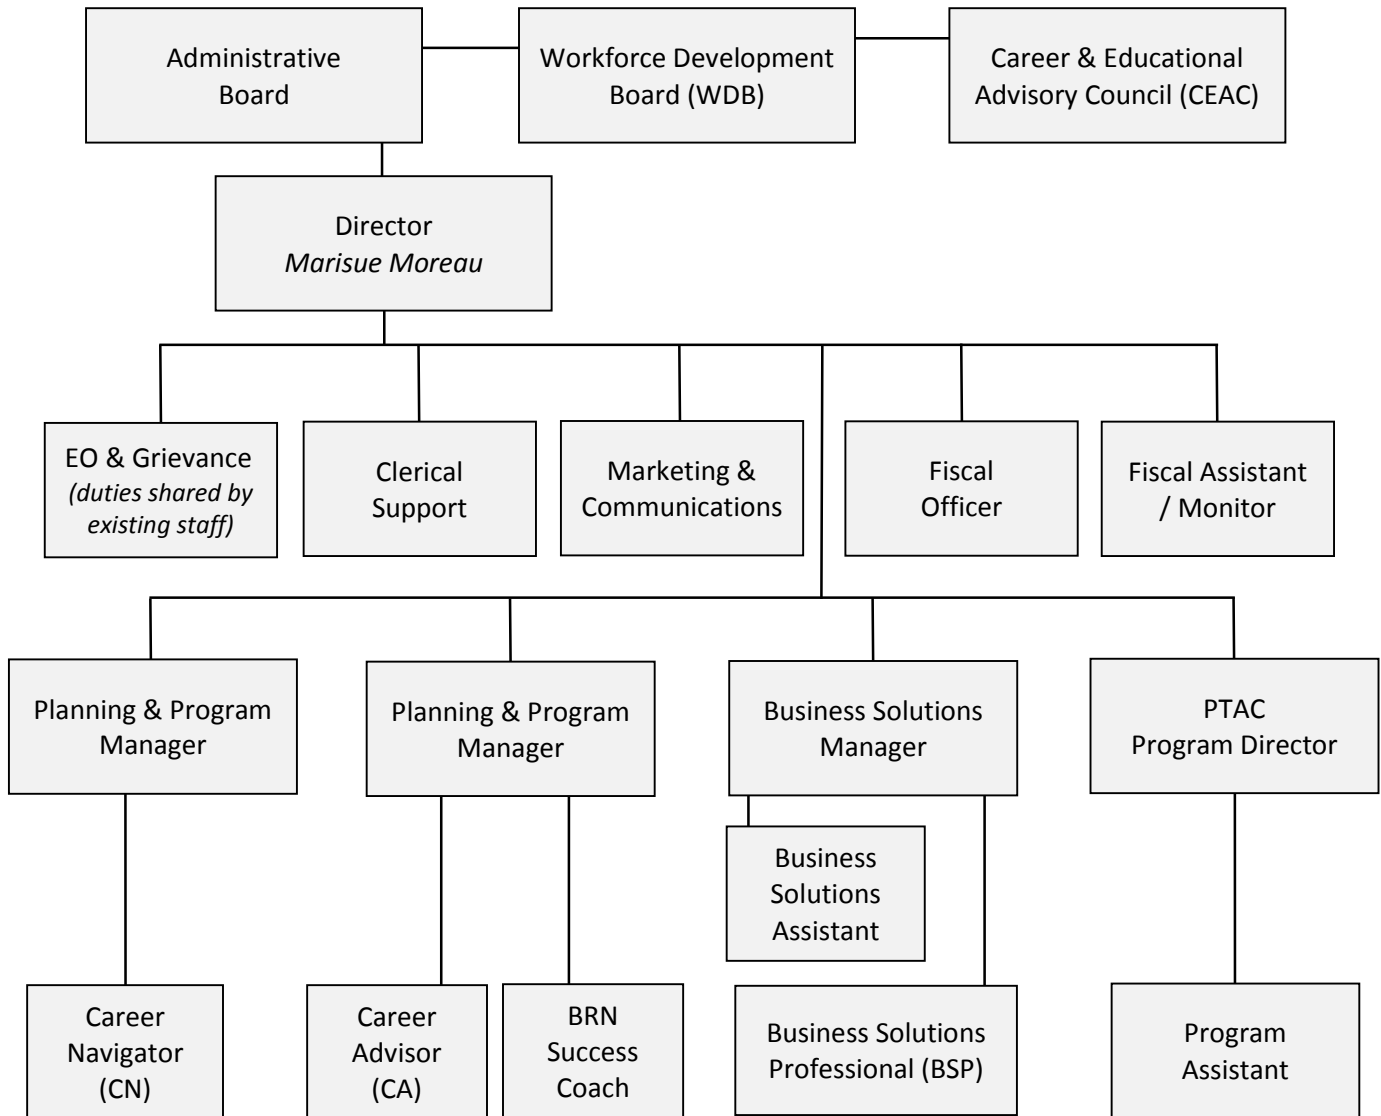 Administrative
Board
Workforce Development
Board (WDB)
Career & Educational
Advisory Council (CEAC)
Director
Marisue Moreau
EO & Grievance
(duties shared by
existing staff)
Clerical
Support
Marketing &
Communications
Fiscal
Officer
Fiscal Assistant
/ Monitor
Planning & Program
Manager
Planning & Program
Manager
Business Solutions
Manager
PTAC
Program Director
Business
Solutions
Assistant
Career
Navigator
(CN)
Career
Advisor
(CA)
BRN
Success
Coach
Business Solutions
Professional (BSP)
Program
Assistant